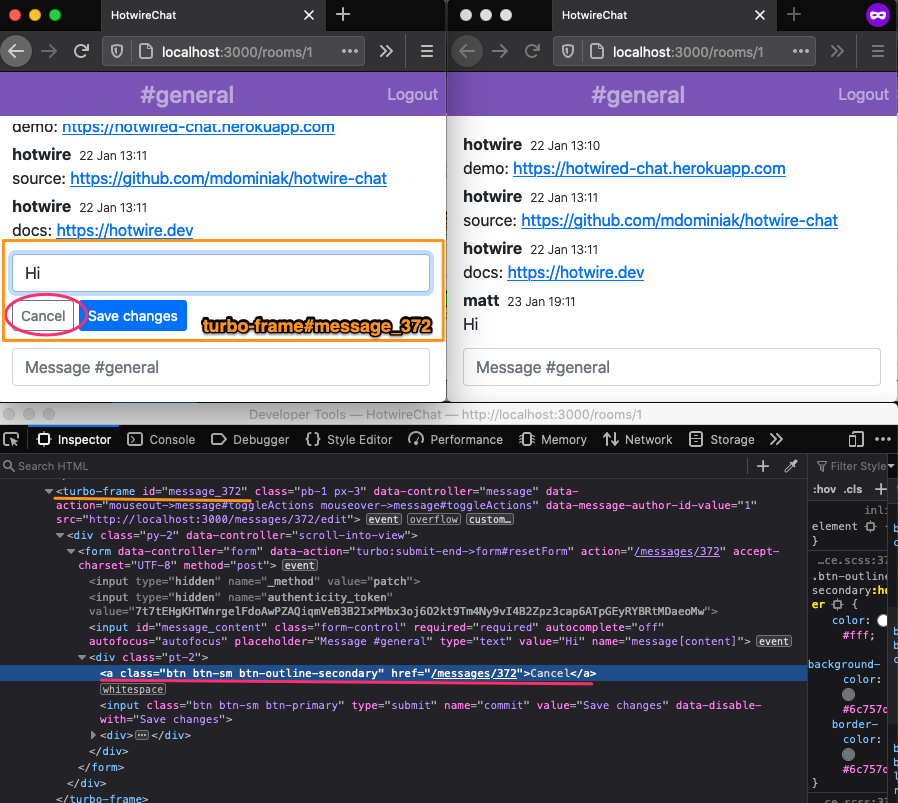 HotwireChat
localhost:3000/rooms/1
#general
Logout
demo: https://hotwired-chat.herokuapp.com
hotwire 22 Jan 13:11
source: https://github.com/mdominiak/hotwire-chat
hotwire 22 Jan 13:11
docs: https://hotwire.dev
Hi
Cancel
Save changes
turbo-frame#message_372
Message #general
HotwireChat
localhost:3000/rooms/1
#general
Logout
hotwire 22 Jan 13:10
demo: https://hotwired-chat.herokuapp.com
hotwire 22 Jan 13:11
source: https://github.com/mdominiak/hotwire-chat
hotwire 22 Jan 13:11
docs: https://hotwire.dev
matt 23 Jan 19:11
Hi
Message #general
Developer Tools — HotwireChat — http://localhost:3000/rooms/1
Inspector Console Debugger Style Editor Performance Memory Network Storage
Search HTML
<turbo-frame id="message_372" class="pb-1 px-3" data-controller="message" data-
action="mouseout->message#toggleActions mouseover->message#toggleActions" data-message-author-id-value="1"
src="http://localhost:3000/messages/372/edit"> event overflow custom…
<div class="py-2" data-controller="scroll-into-view">
<form data-controller="form" data-action="turbo:submit-end->form#resetForm" action="/messages/372" accept-
charset="UTF-8" method="post"> event
<input type="hidden" name="_method" value="patch">
<input type="hidden" name="authenticity_token"
value="7t7tEHgKHTWnrgelFdoAwPZAQiqmVeB3B2IxPMbx3oj6O2kt9Tm4Ny9vI4B2Zpz3cap6ATpGEyRYBRtMDaeoMw">
<input id="message_content" class="form-control" required="required" autocomplete="off"
autofocus="autofocus" placeholder="Message #general" type="text" value="Hi" name="message[content]"> event
<div class="pt-2">
<a class="btn btn-sm btn-outline-secondary" href="/messages/372">Cancel</a>
whitespace
<input class="btn btn-sm btn-primary" type="submit" name="commit" value="Save changes" data-disable-
with="Save changes">
<div> … </div>
</div>
</form>
</div>
</turbo-frame>
Filter Style
:hov .cls +
element {
}
.btn-outline
secondary:ho
er {
color:
#fff;
background-
color:
#6c757d
border-
color:
#6c757d
}